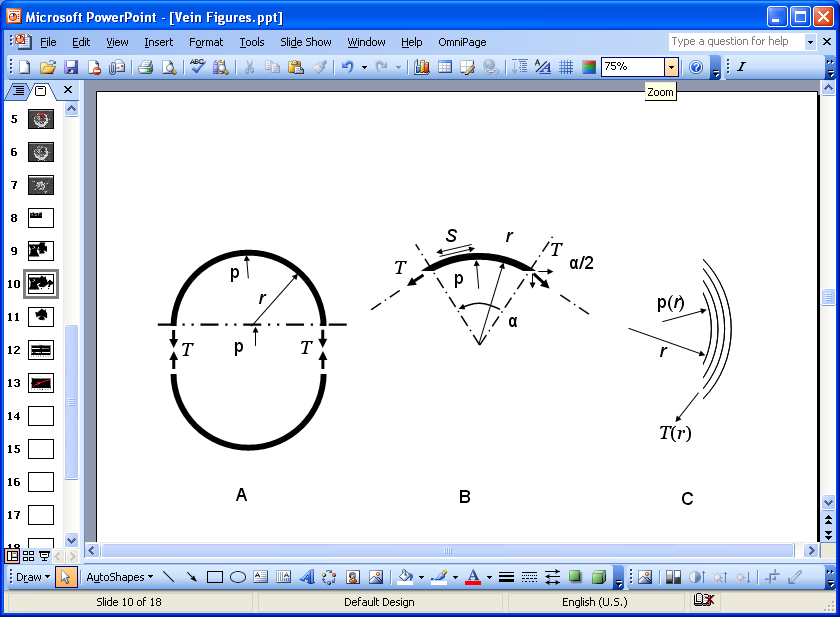 Microsoft PowerPoint - [Vein Figures.ppt]
File Edit View Insert Format Tools Slide Show Window Help OmniPage
Type a question for help
75%
Zoom
5
6
7
8
9
10
11
12
13
14
15
16
17
18
p
r
p
T
T
A
S
r
T
T
α/2
p
α
B
p(r)
r
T(r)
C
Draw AutoShapes
Slide 10 of 18 Default Design English (U.S.)